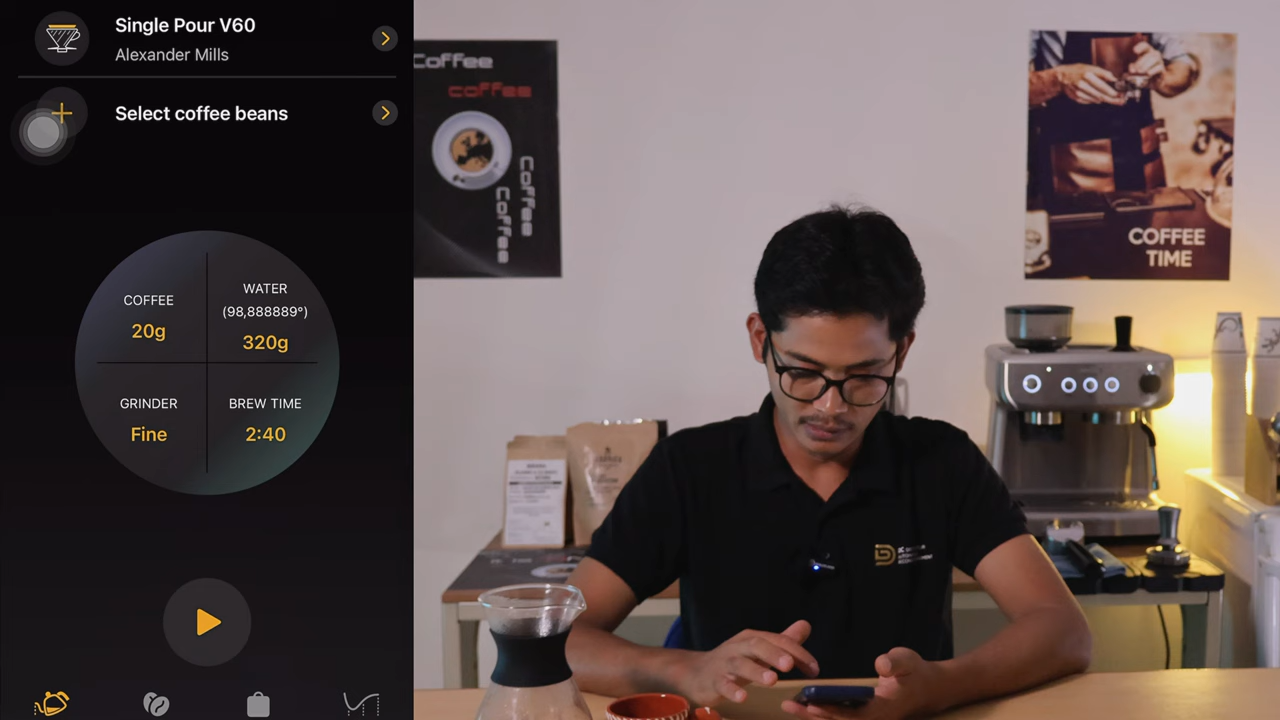 Single Pour V60
Alexander Mills
Select coffee beans
COFFEE
20g
WATER
(98,888889°)
320g
GRINDER
Fine
BREW TIME
2:40
Coffee
coffee
Coffee
Coffee
COFFEE
TIME